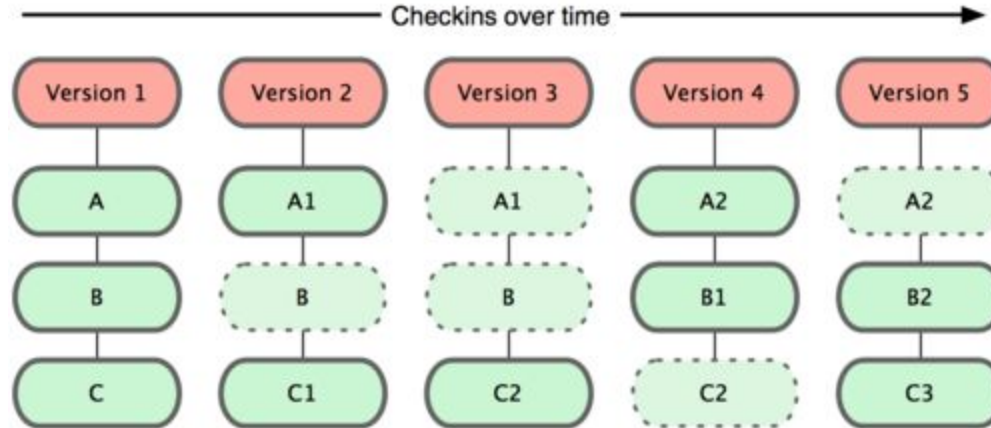 Checkins over time
Version 1 Version 2 Version 3 Version 4 Version 5
A A1 A1 A2 A2
B B B B1 B2
C C1 C2 C2 C3